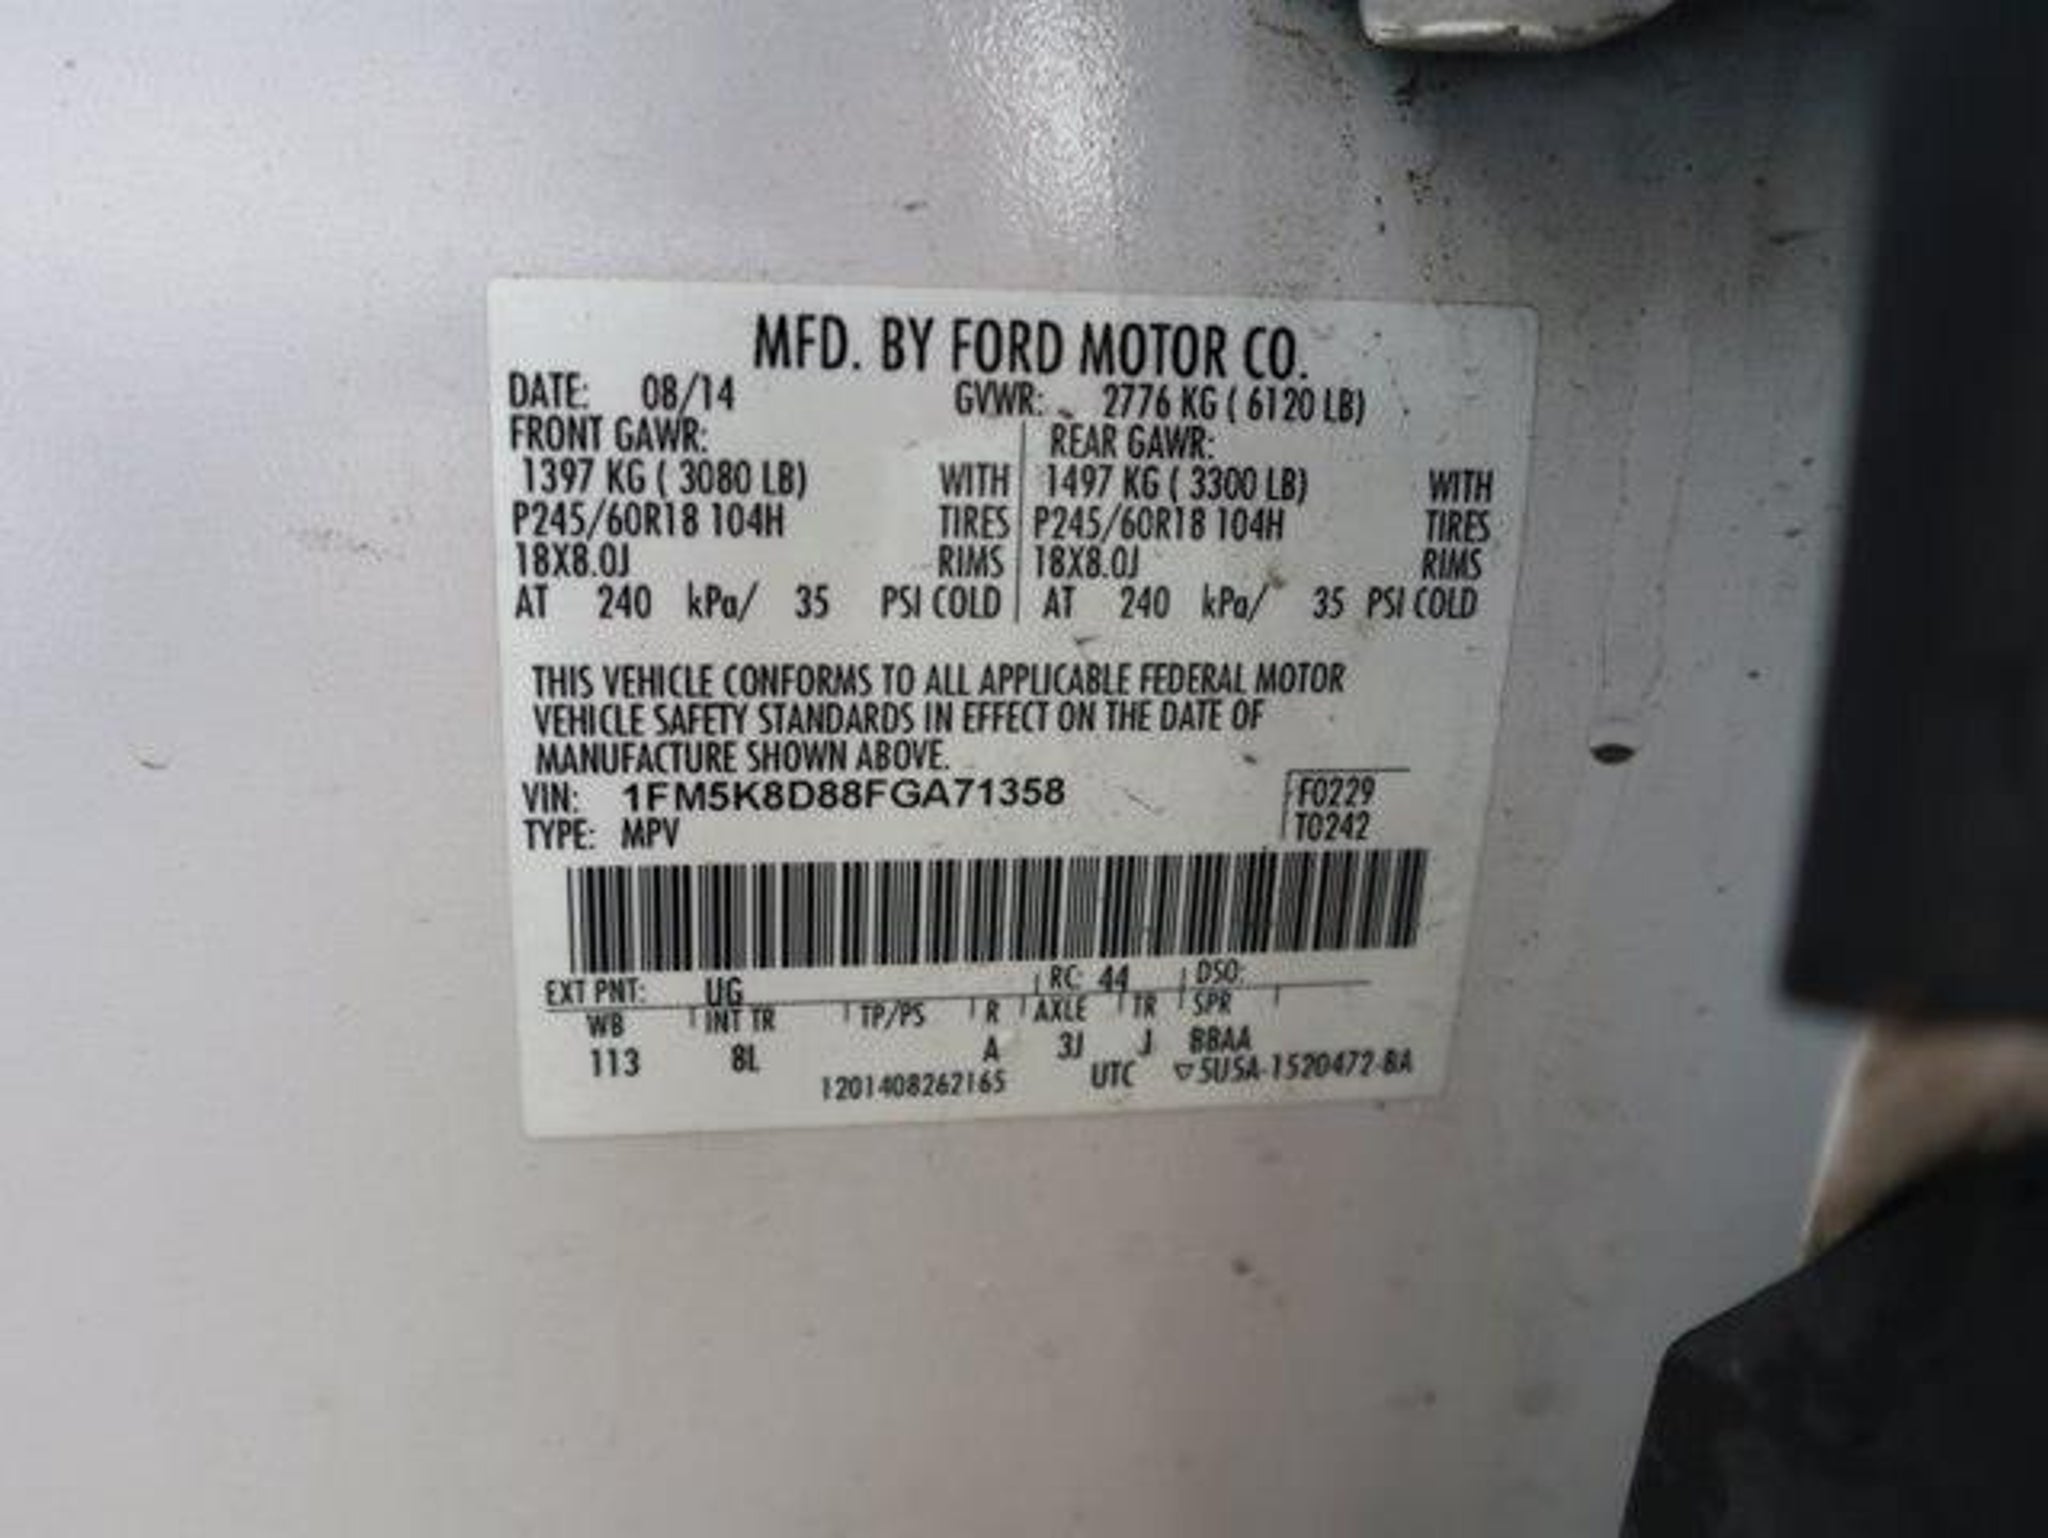 MFD. BY FORD MOTOR CO.
DATE: 08/14 GVWR: 2776 KG ( 6120 LB)
FRONT GAWR: REAR GAWR:
1397 KG ( 3080 LB) WITH 1497 KG ( 3300 LB) WITH
P245/60R18 104H TIRES P245/60R18 104H TIRES
18X8.0J RIMS 18X8.0J RIMS
AT 240 kPa/ 35 PSI COLD AT 240 kPa/ 35 PSI COLD
THIS VEHICLE CONFORMS TO ALL APPLICABLE FEDERAL MOTOR
VEHICLE SAFETY STANDARDS IN EFFECT ON THE DATE OF
MANUFACTURE SHOWN ABOVE.
VIN: 1FM5K8D88FGA71358 F0229
TYPE: MPV T0242
EXT PNT: UG RC: 44 DSO:
WB INT TR TP/PS R AXLE TR SPR
113 8L A 3J J BBAA
1201408262165 UTC ▽5U5A-1520472-BA